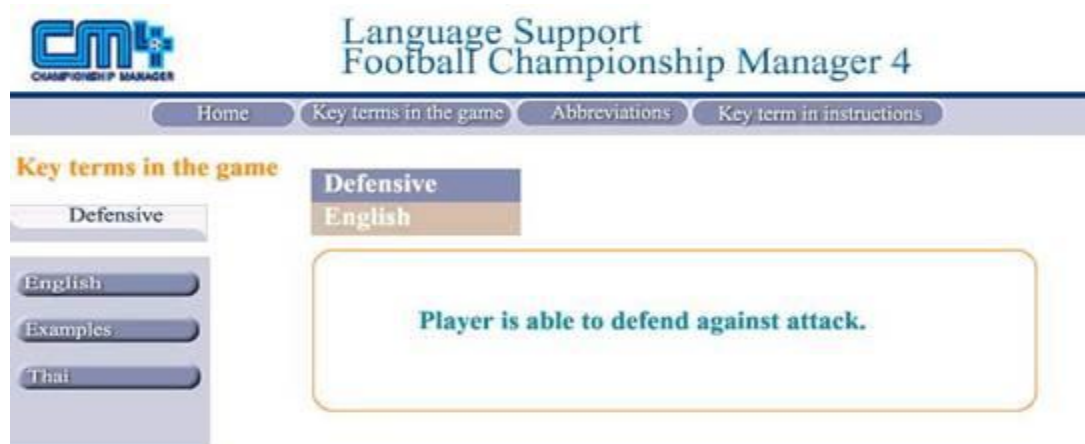 CM4
CHAMPIONSHIP MANAGER
Language Support
Football Championship Manager 4
Home Key terms in the game Abbreviations Key term in instructions
Key terms in the game
Defensive
English
Examples
Thai
Defensive
English
Player is able to defend against attack.